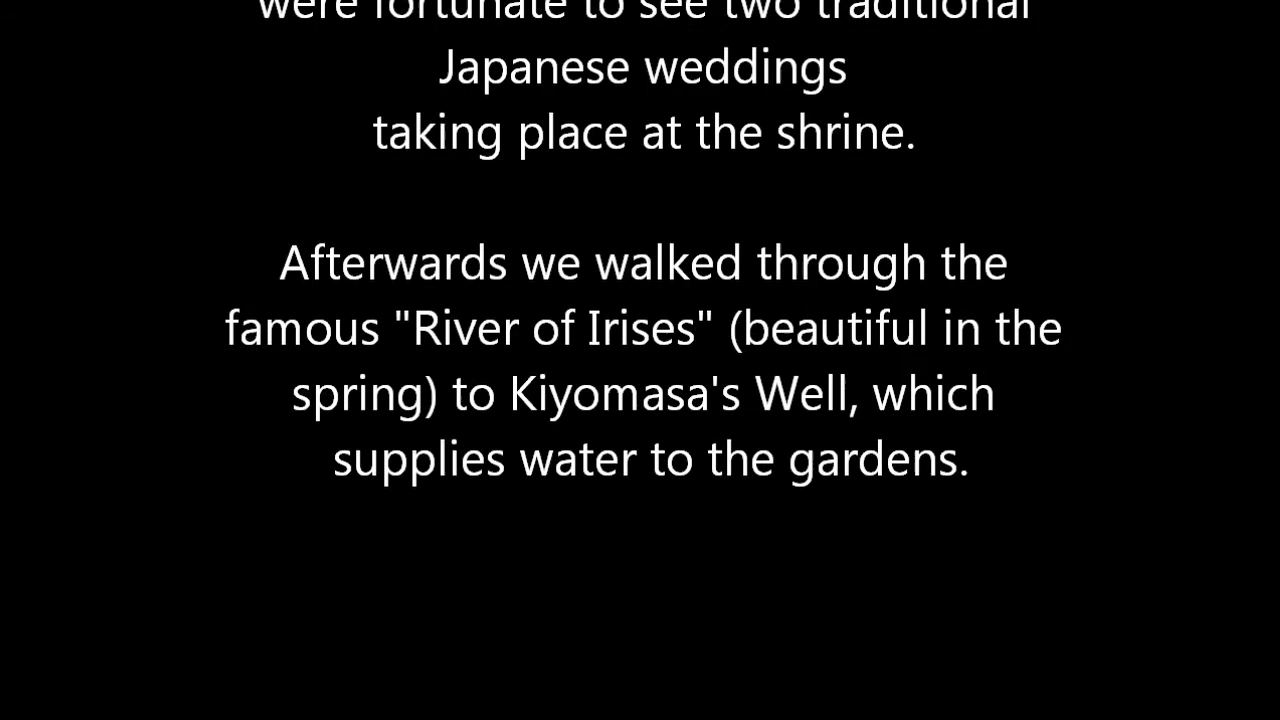 were fortunate to see two traditional
Japanese weddings
taking place at the shrine.
Afterwards we walked through the
famous "River of Irises" (beautiful in the
spring) to Kiyomasa's Well, which
supplies water to the gardens.